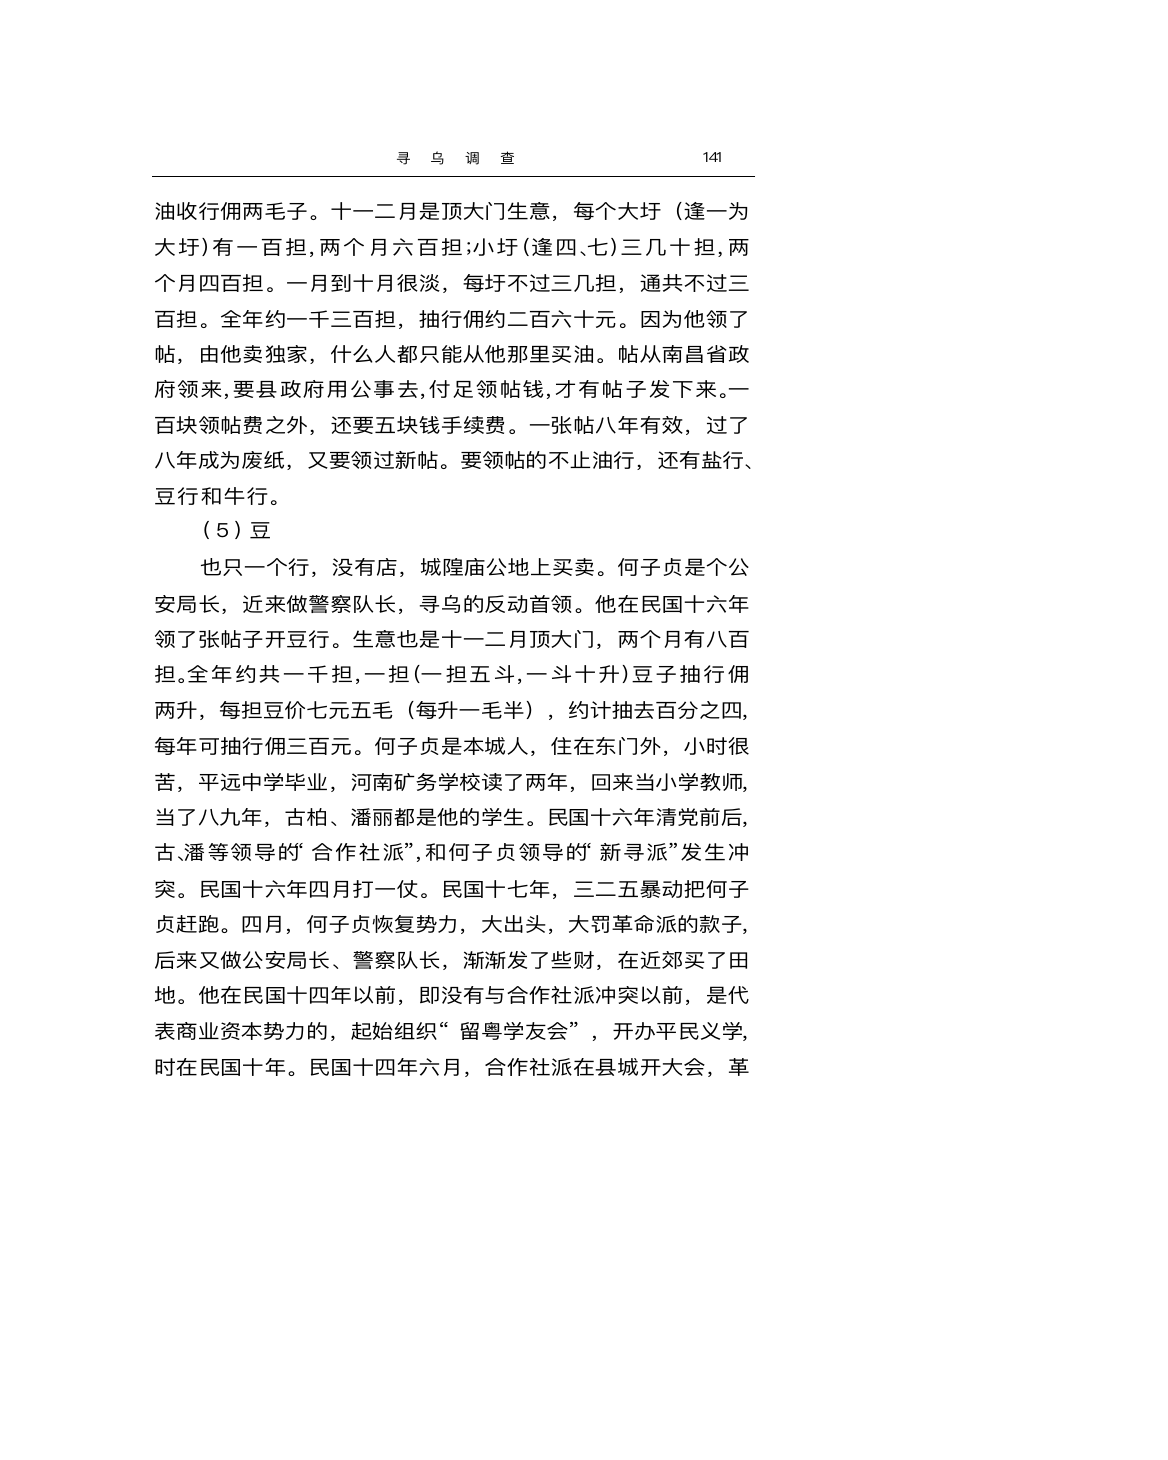 寻乌调查 141
油收行佣两毛子。十一二月是顶大门生意，每个大圩（逢一为
大圩)有一百担,两个月六百担;小圩(逢四、七)三几十担,两
个月四百担。一月到十月很淡，每圩不过三几担，通共不过三
百担。全年约一千三百担，抽行佣约二百六十元。因为他领了
帖，由他卖独家，什么人都只能从他那里买油。帖从南昌省政
府领来,要县政府用公事去,付足领帖钱,才有帖子发下来。一
百块领帖费之外，还要五块钱手续费。一张帖八年有效，过了
八年成为废纸，又要领过新帖。要领帖的不止油行，还有盐行、
豆行和牛行。
（5）豆
也只一个行，没有店，城隍庙公地上买卖。何子贞是个公
安局长，近来做警察队长，寻乌的反动首领。他在民国十六年
领了张帖子开豆行。生意也是十一二月顶大门，两个月有八百
担。全年约共一千担,一担(一担五斗,一斗十升)豆子抽行佣
两升，每担豆价七元五毛（每升一毛半），约计抽去百分之四,
每年可抽行佣三百元。何子贞是本城人，住在东门外，小时很
苦，平远中学毕业，河南矿务学校读了两年，回来当小学教师,
当了八九年，古柏、潘丽都是他的学生。民国十六年清党前后,
古、潘等领导的“合作社派”,和何子贞领导的“新寻派”发生冲
突。民国十六年四月打一仗。民国十七年，三二五暴动把何子
贞赶跑。四月，何子贞恢复势力，大出头，大罚革命派的款子,
后来又做公安局长、警察队长，渐渐发了些财，在近郊买了田
地。他在民国十四年以前，即没有与合作社派冲突以前，是代
表商业资本势力的，起始组织“留粤学友会”，开办平民义学,
时在民国十年。民国十四年六月，合作社派在县城开大会，革